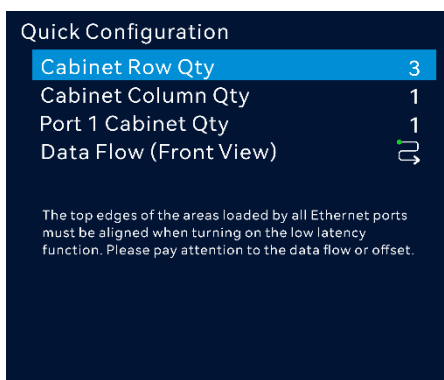 Quick Configuration
Cabinet Row Qty 3
Cabinet Column Qty 1
Port 1 Cabinet Qty 1
Data Flow (Front View)
The top edges of the areas loaded by all Ethernet ports
must be aligned when turning on the low latency
function. Please pay attention to the data flow or offset.